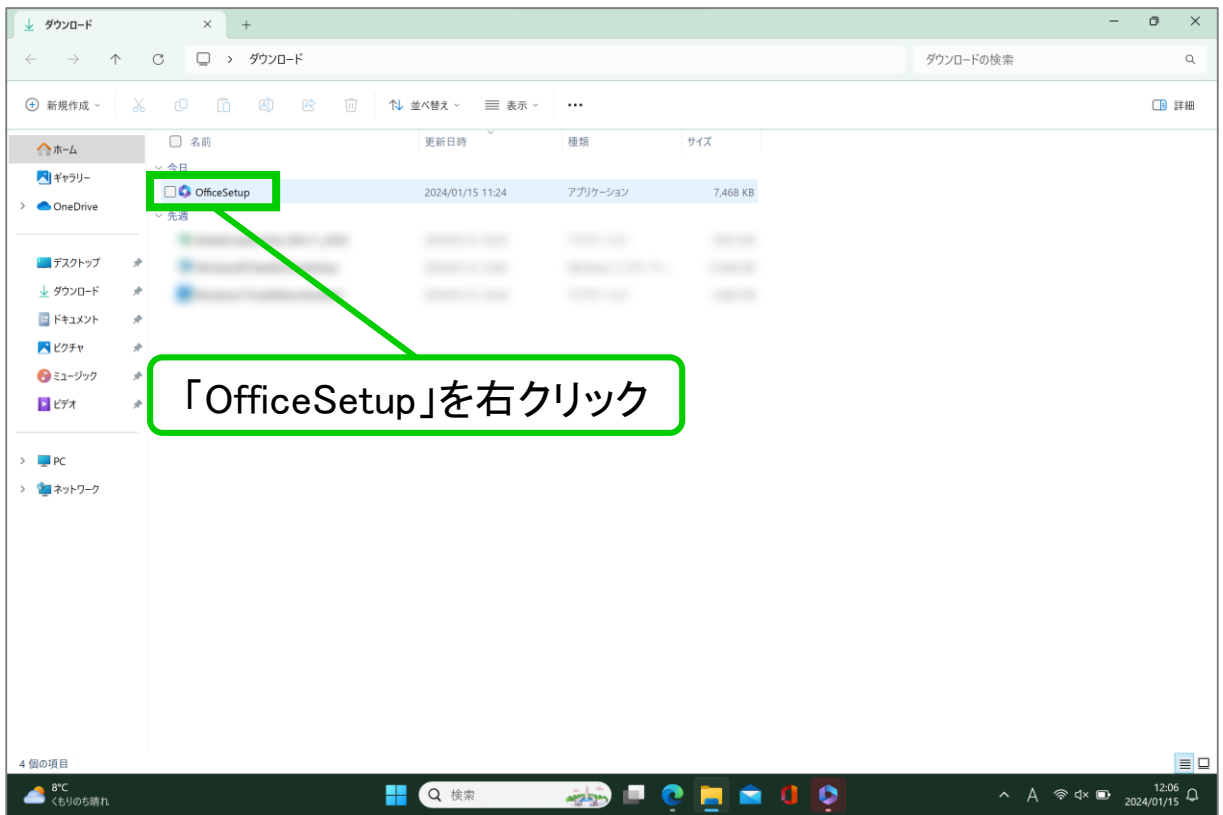 ダウンロード
ダウンロード
ダウンロードの検索
新規作成
並べ替え
表示
詳細
名前 更新日時 種類 サイズ
今日
OfficeSetup 2024/01/15 11:24 アプリケーション 7,468 KB
先週
ホーム
ギャラリー
OneDrive
デスクトップ
ダウンロード
ドキュメント
ピクチャ
ミュージック
ビデオ
PC
ネットワーク
「OfficeSetup」を右クリック
4 個の項目
8°C
くもりのち晴れ
検索
A
12:06
2024/01/15